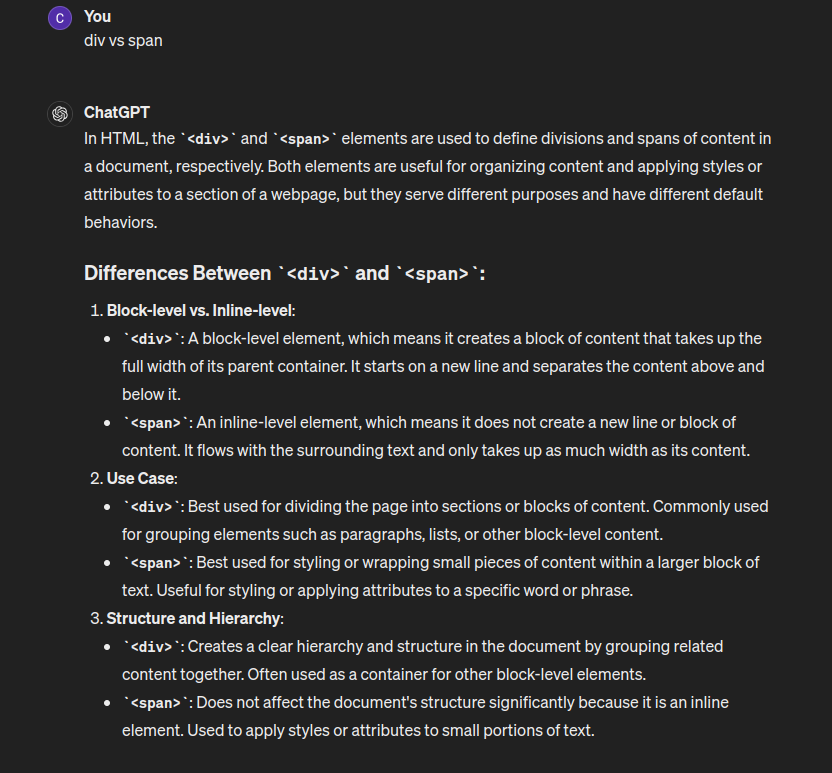 C
You
div vs span
ChatGPT
In HTML, the `<div>` and `<span>` elements are used to define divisions and spans of content in
a document, respectively. Both elements are useful for organizing content and applying styles or
attributes to a section of a webpage, but they serve different purposes and have different default
behaviors.
Differences Between `<div>` and `<span>`:
1. Block-level vs. Inline-level:
• `<div>`: A block-level element, which means it creates a block of content that takes up the
full width of its parent container. It starts on a new line and separates the content above and
below it.
• `<span>`: An inline-level element, which means it does not create a new line or block of
content. It flows with the surrounding text and only takes up as much width as its content.
2. Use Case:
• `<div>`: Best used for dividing the page into sections or blocks of content. Commonly used
for grouping elements such as paragraphs, lists, or other block-level content.
• `<span>`: Best used for styling or wrapping small pieces of content within a larger block of
text. Useful for styling or applying attributes to a specific word or phrase.
3. Structure and Hierarchy:
• `<div>`: Creates a clear hierarchy and structure in the document by grouping related
content together. Often used as a container for other block-level elements.
• `<span>`: Does not affect the document's structure significantly because it is an inline
element. Used to apply styles or attributes to small portions of text.